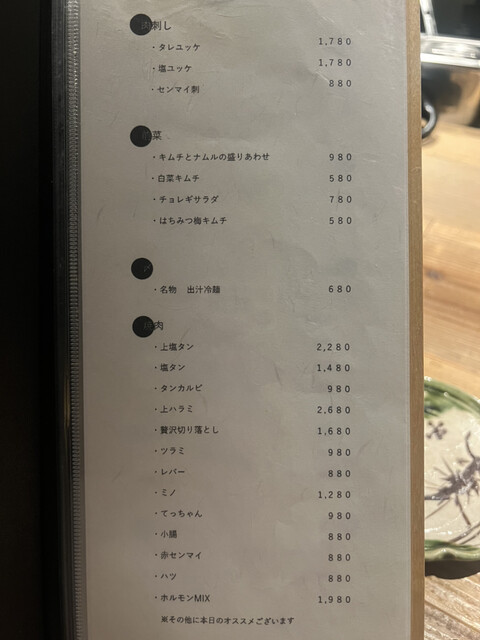 刺し
・タレユッケ 1,780
・塩ユッケ 1,780
・センマイ刺 880
菜
・キムチとナムルの盛りあわせ 980
・白菜キムチ 580
・チョレギサラダ 780
・はちみつ梅キムチ 580
・名物 出汁冷麺 680
肉
・上塩タン 2,280
・塩タン 1,480
・タンカルビ 980
・上ハラミ 2,680
・贅沢切り落とし 1,680
・ツラミ 980
・レバー 880
・ミノ 1,280
・てっちゃん 980
・小腸 880
・赤センマイ 880
・ハツ 880
・ホルモンMIX 1,980
※その他に本日のオススメございます